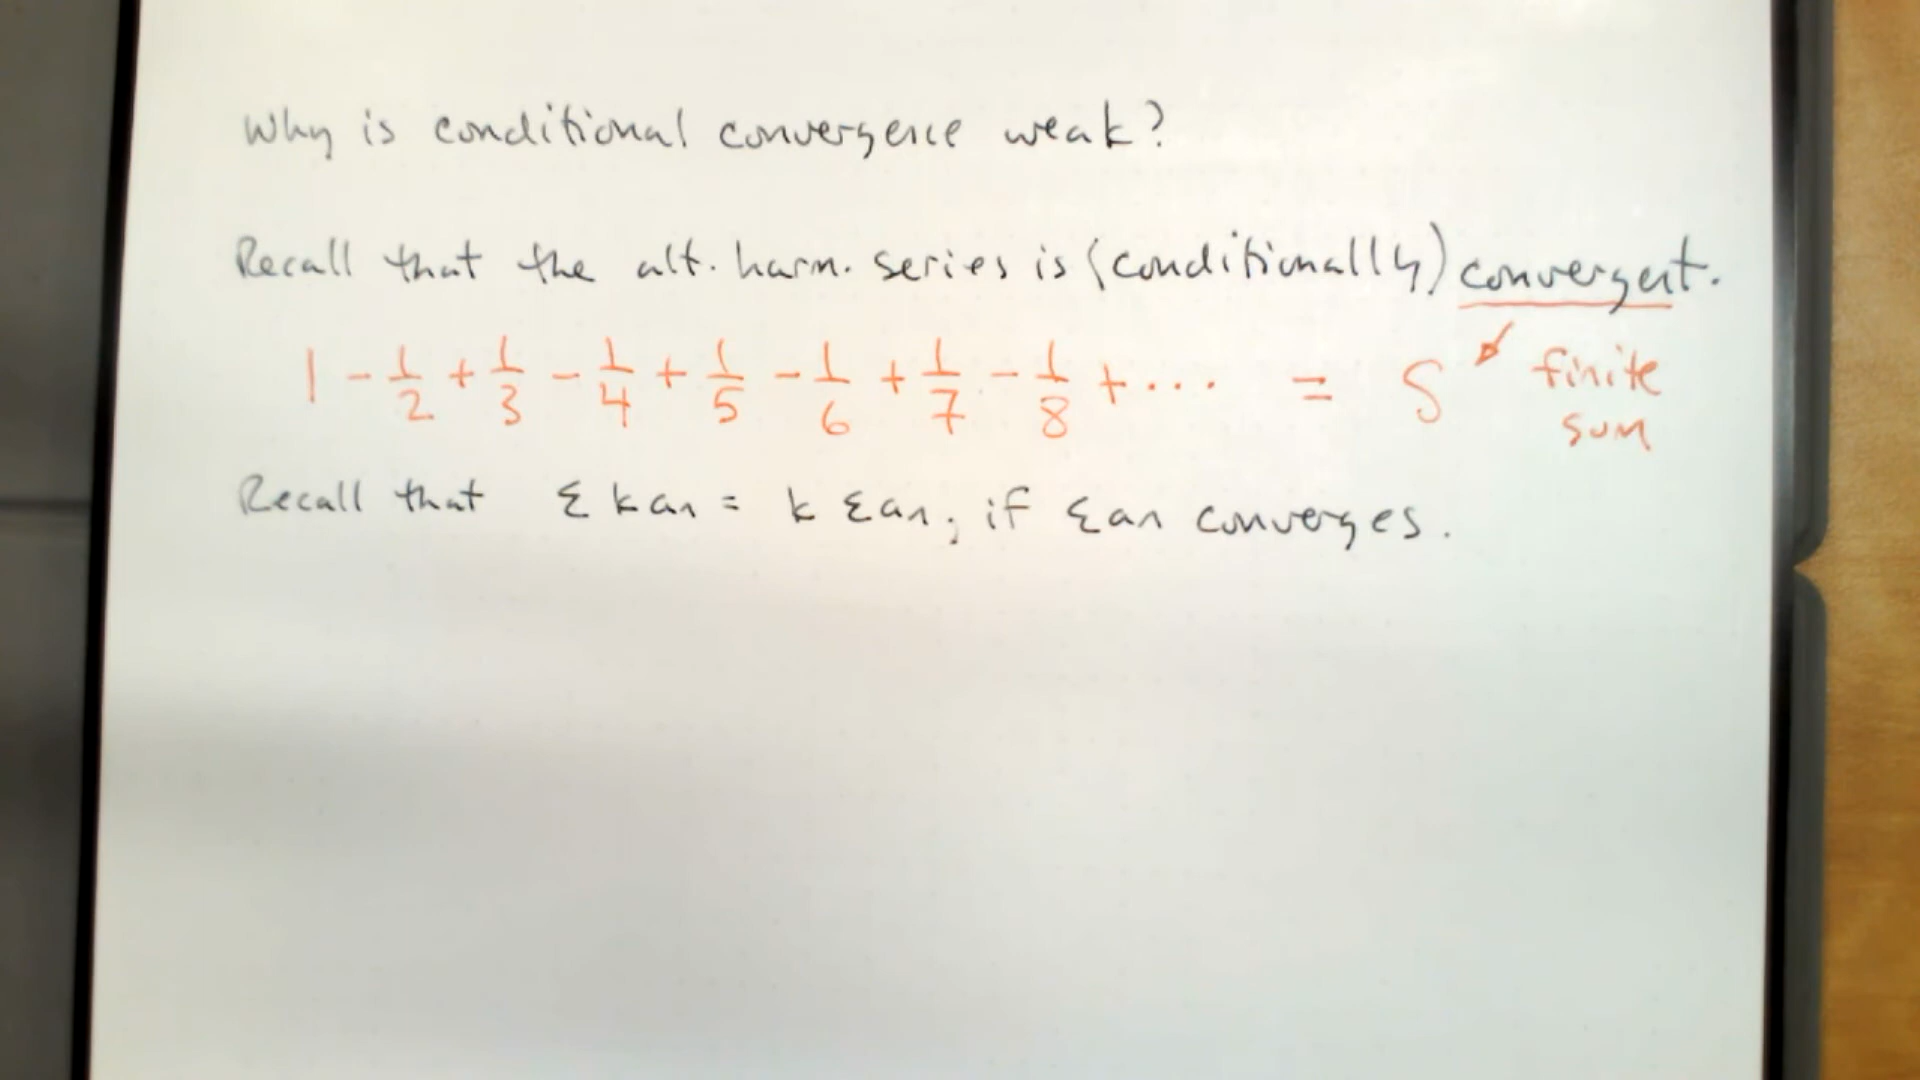 Why is conditional convergence weak?
Recall that the alt. harm. series is (conditionally) convergent.
1 - 1/2 + 1/3 - 1/4 + 1/5 - 1/6 + 1/7 - 1/8 + ... = S finite sum
Recall that Σ k an = k Σ an, if Σ an converges.